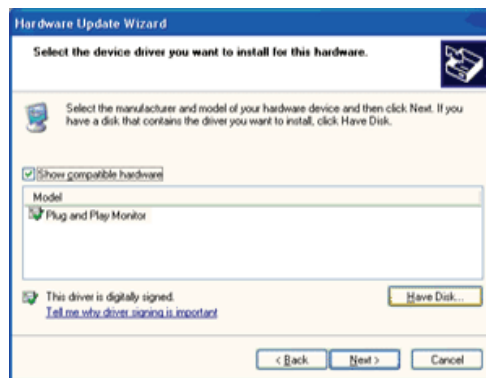 Hardware Update Wizard
Select the device driver you want to install for this hardware.
Select the manufacturer and model of your hardware device and then click Next. If you
have a disk that contains the driver you want to install, click Have Disk.
Show compatible hardware
Model
Plug and Play Monitor
This driver is digitally signed.
Have Disk...
Tell me why driver signing is important
< Back
Next >
Cancel